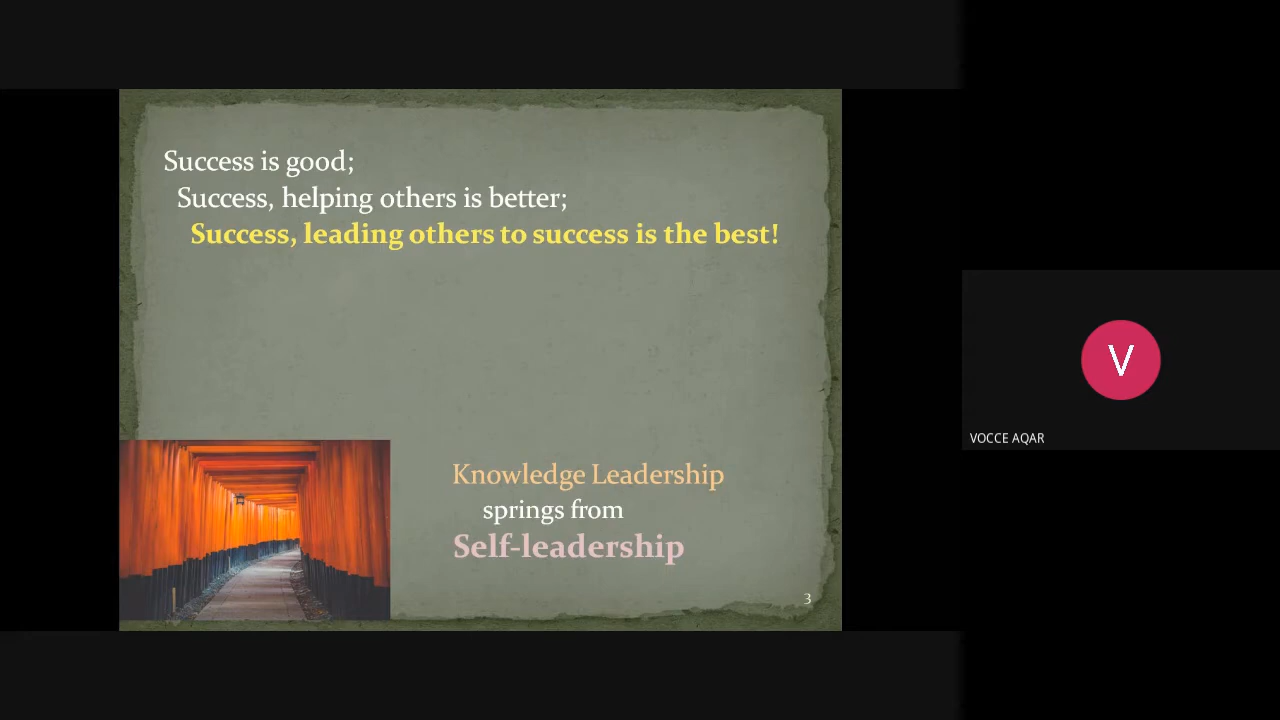 Success is good;
Success, helping others is better;
Success, leading others to success is the best!
Knowledge Leadership
springs from
Self-leadership
3
V
VOCCE AQAR